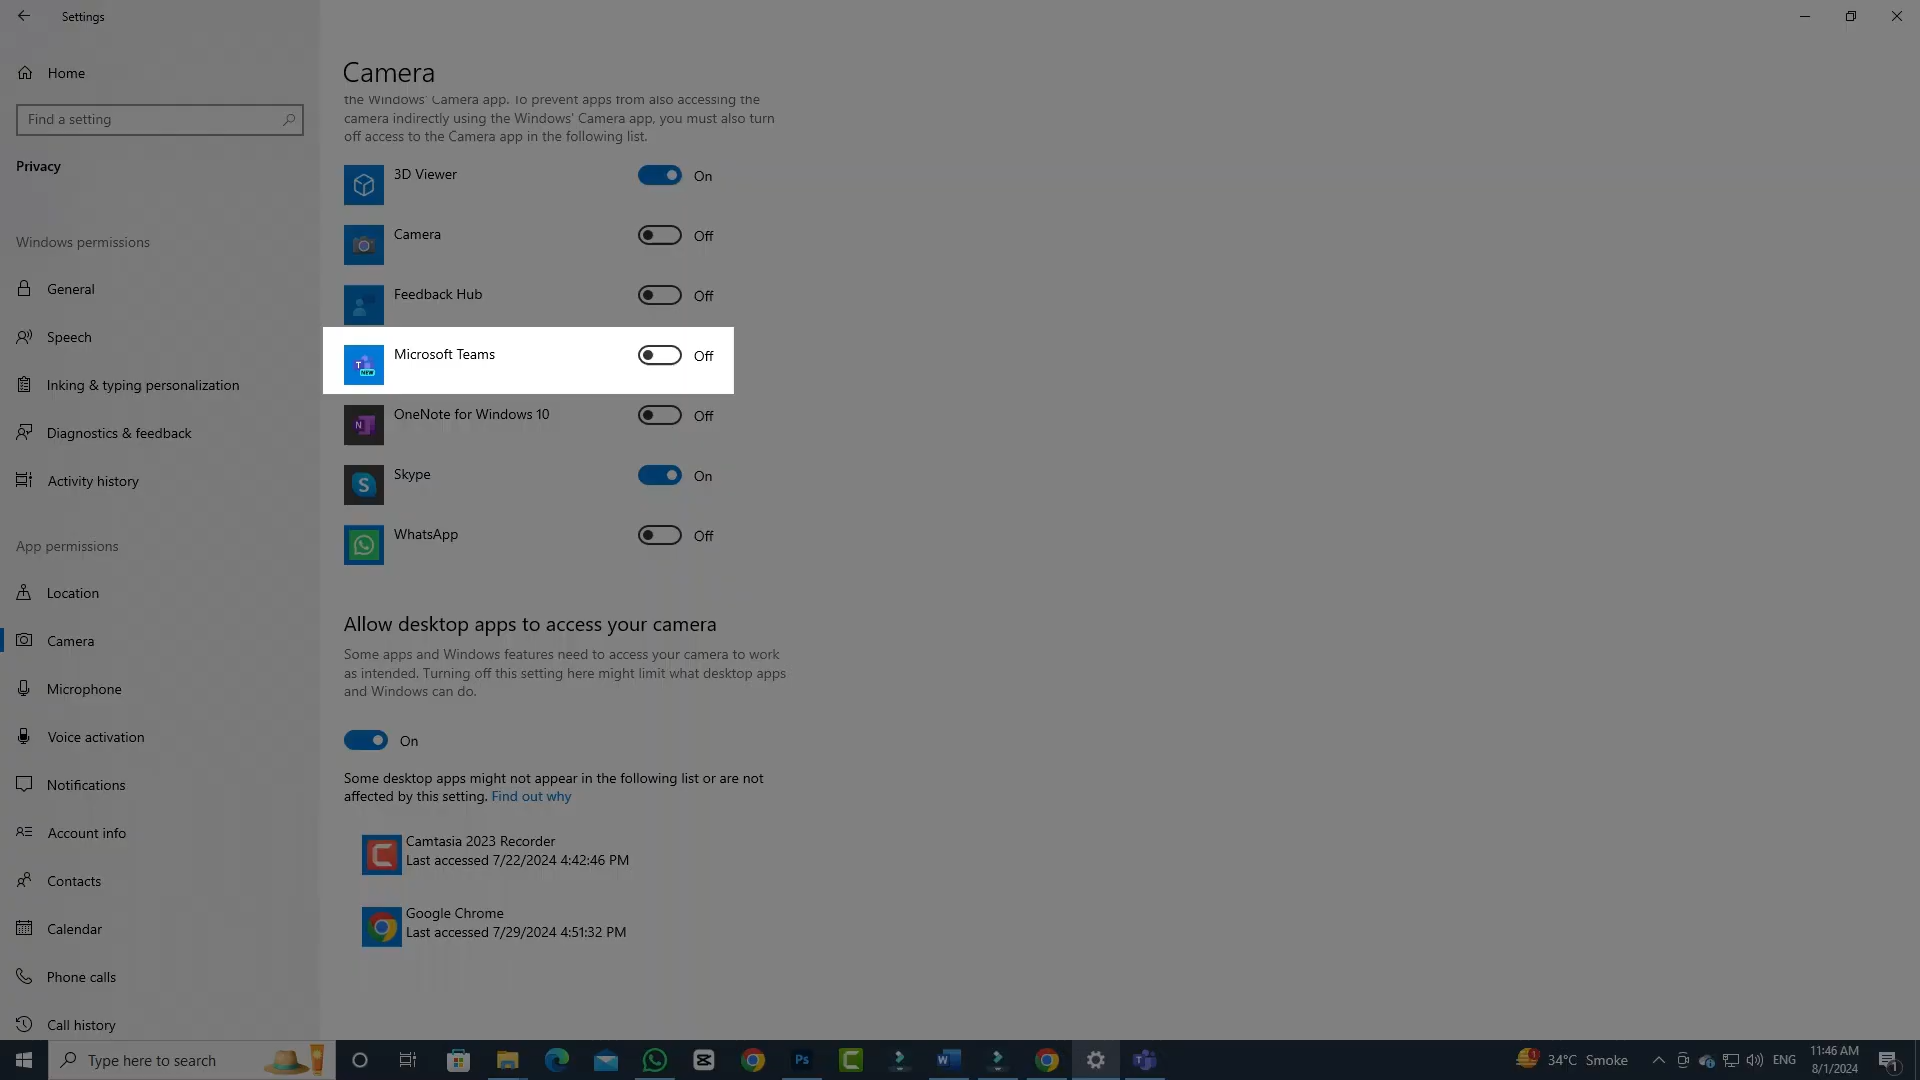 Settings
Home
Find a setting
Privacy
Windows permissions
General
Speech
Inking & typing personalization
Diagnostics & feedback
Activity history
App permissions
Location
Camera
Microphone
Voice activation
Notifications
Account info
Contacts
Calendar
Phone calls
Call history
Camera
the Windows' Camera app. To prevent apps from also accessing the
camera indirectly using the Windows' Camera app, you must also turn
off access to the Camera app in the following list.
3D Viewer On
Camera Off
Feedback Hub Off
Microsoft Teams Off
OneNote for Windows 10 Off
Skype On
WhatsApp Off
Allow desktop apps to access your camera
Some apps and Windows features need to access your camera to work
as intended. Turning off this setting here might limit what desktop apps
and Windows can do.
On
Some desktop apps might not appear in the following list or are not
affected by this setting. Find out why
Camtasia 2023 Recorder
Last accessed 7/22/2024 4:42:46 PM
Google Chrome
Last accessed 7/29/2024 4:51:32 PM
Type here to search
34°C Smoke
ENG
11:46 AM
8/1/2024